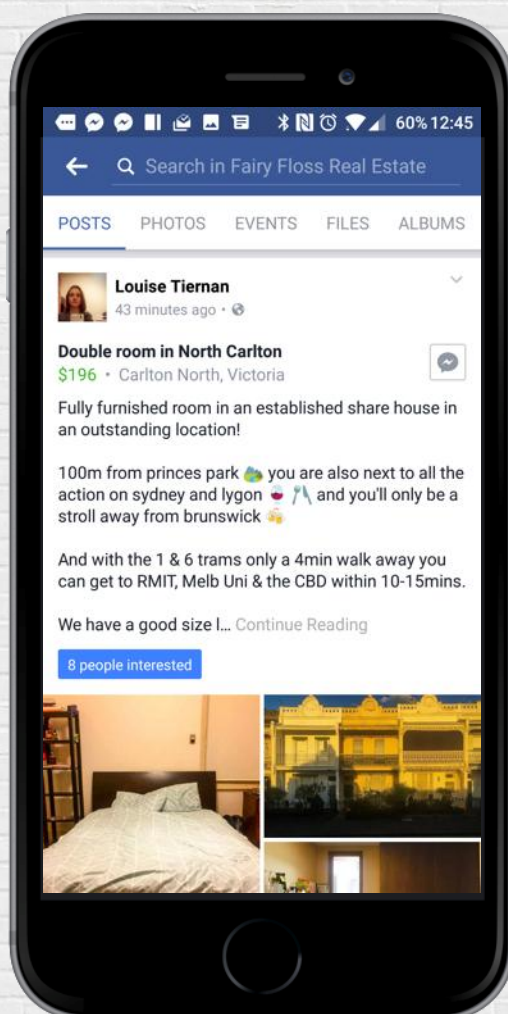 60% 12:45
Search in Fairy Floss Real Estate
POSTS PHOTOS EVENTS FILES ALBUMS
Louise Tiernan
43 minutes ago •
Double room in North Carlton
$196 • Carlton North, Victoria
Fully furnished room in an established share house in
an outstanding location!
100m from princes park 🏞️ you are also next to all the
action on sydney and lygon 🍷 🍴 and you'll only be a
stroll away from brunswick 🍻
And with the 1 & 6 trams only a 4min walk away you
can get to RMIT, Melb Uni & the CBD within 10-15mins.
We have a good size l... Continue Reading
8 people interested